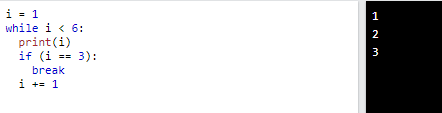 i = 1
while i < 6:
  print(i)
  if (i == 3):
    break
  i += 1
1
2
3